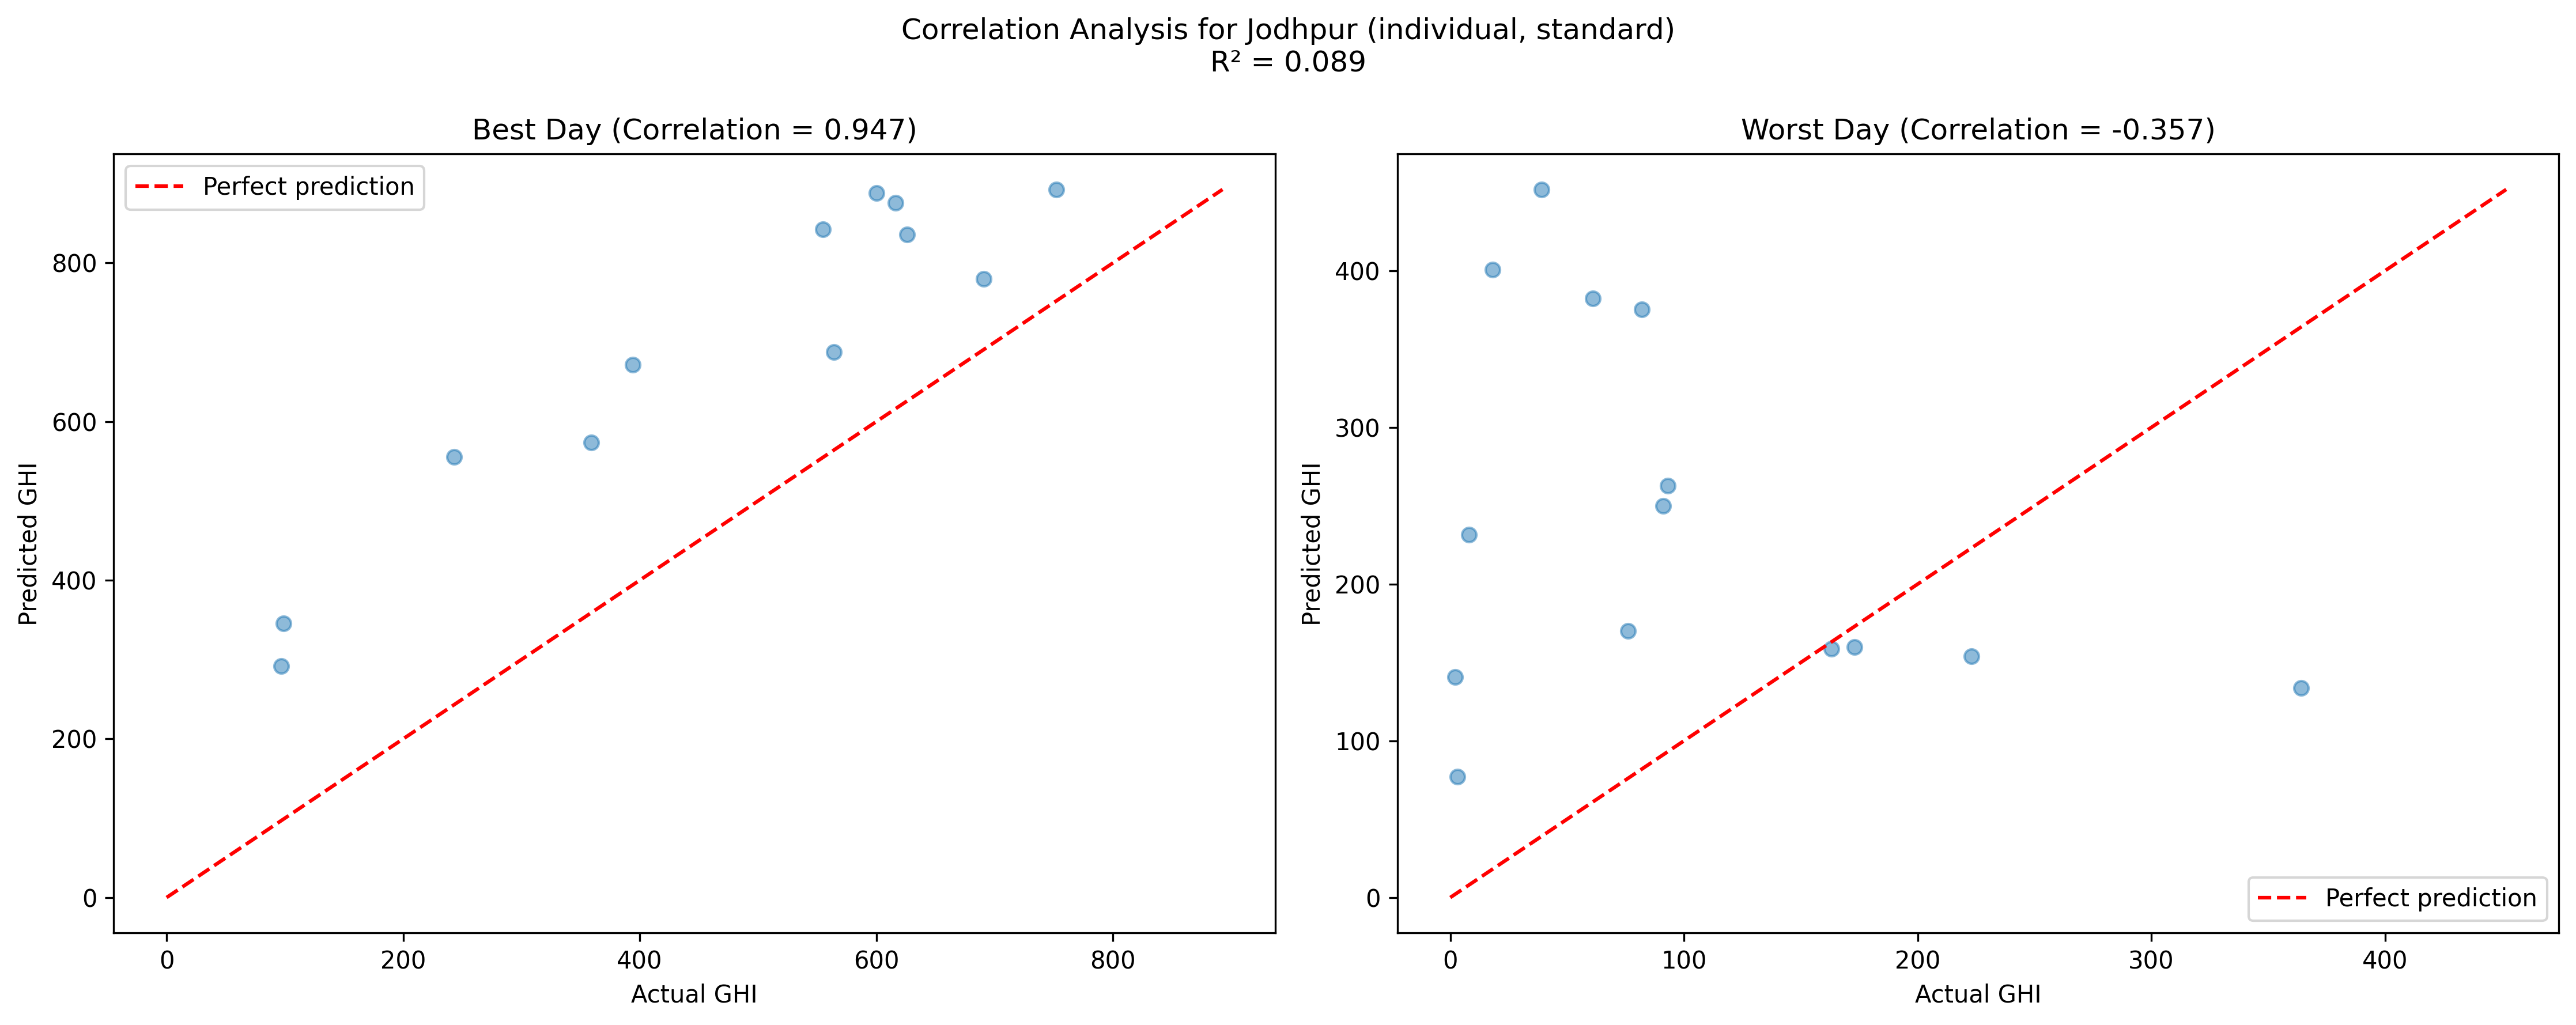 Correlation Analysis for Jodhpur (individual, standard)
R² = 0.089
Best Day (Correlation = 0.947)
Perfect prediction
Predicted GHI
800
600
400
200
0
0 200 400 600 800
Actual GHI
Worst Day (Correlation = -0.357)
Predicted GHI
400
300
200
100
0
Perfect prediction
0 100 200 300 400
Actual GHI